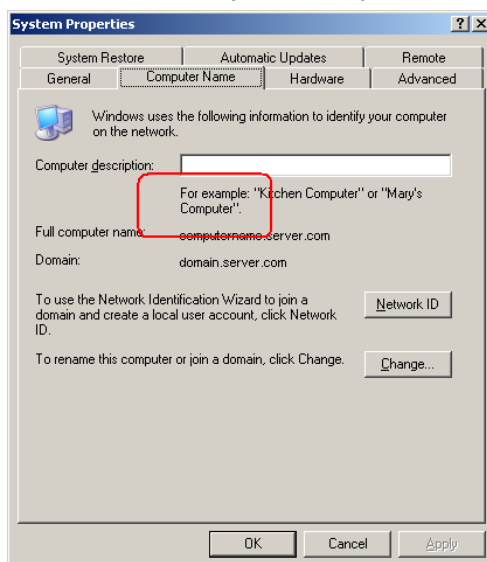 System Properties
System Restore Automatic Updates Remote
General Computer Name Hardware Advanced
Windows uses the following information to identify your computer
on the network.
Computer description:
For example: "Kitchen Computer" or "Mary's
Computer".
Full computer name: computername.server.com
Domain: domain.server.com
To use the Network Identification Wizard to join a
domain and create a local user account, click Network
ID.
Network ID
To rename this computer or join a domain, click Change.
Change...
OK Cancel Apply